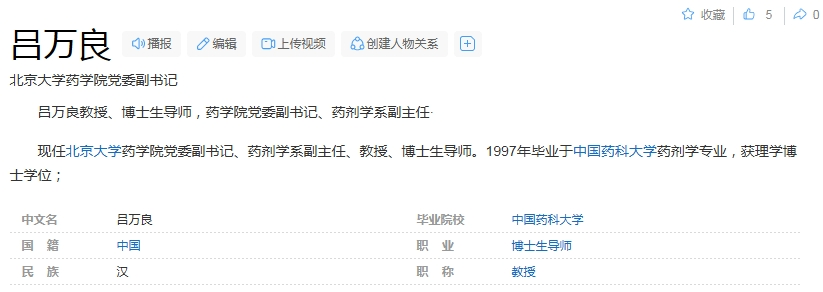 收藏 5 0
吕万良 播报 编辑 上传视频 创建人物关系
北京大学药学院党委副书记
吕万良教授、博士生导师，药学院党委副书记、药剂学系副主任·
现任北京大学药学院党委副书记、药剂学系副主任、教授、博士生导师。1997年毕业于中国药科大学药剂学专业，获理学博
士学位；
中文名 吕万良 毕业院校 中国药科大学
国 籍 中国 职 业 博士生导师
民 族 汉 职 称 教授